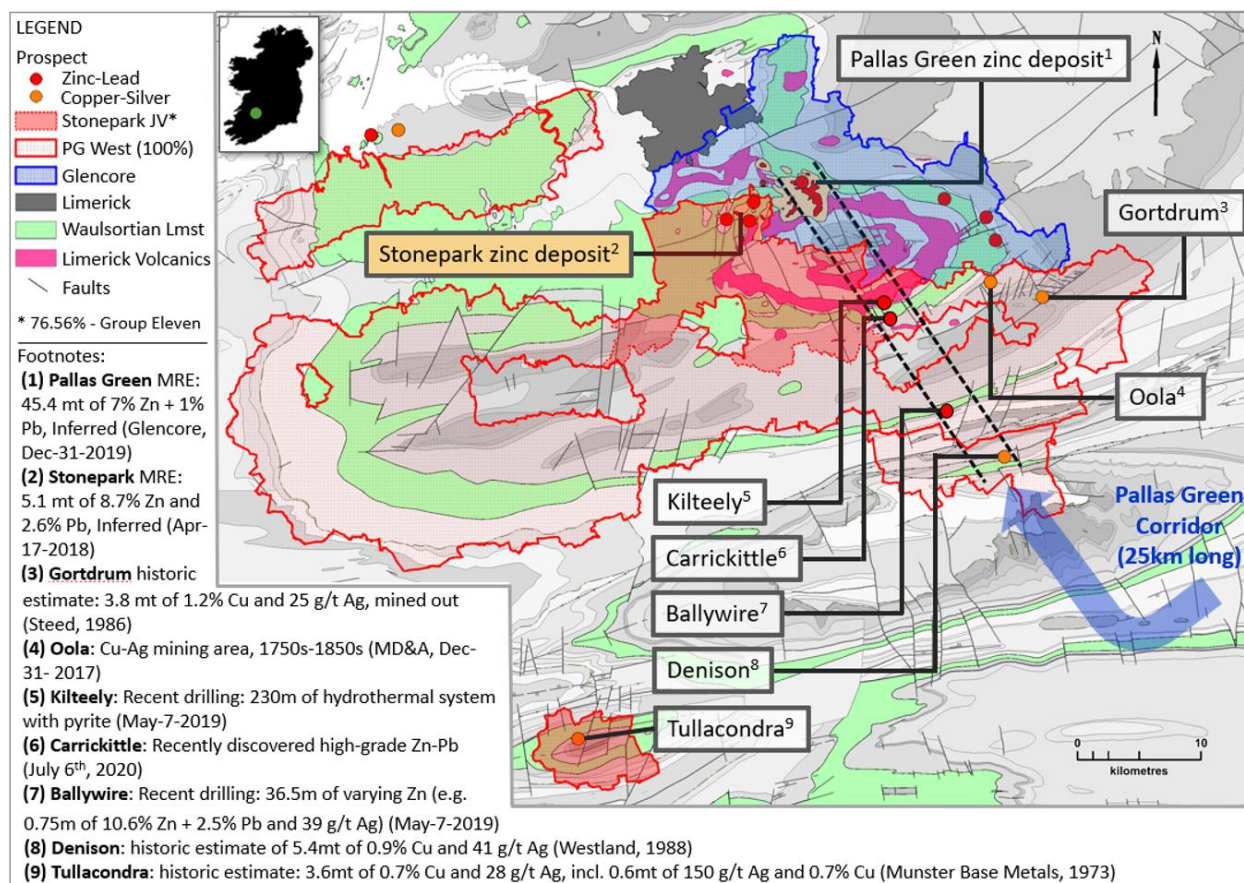 LEGEND
Prospect
Zinc-Lead
Copper-Silver
Stonepark JV*
PG West (100%)
Glencore
Limerick
Waulsortian Lmst
Limerick Volcanics
Faults
* 76.56% - Group Eleven
Footnotes:
(1) Pallas Green MRE:
45.4 mt of 7% Zn + 1%
Pb, Inferred (Glencore,
Dec-31-2019)
(2) Stonepark MRE:
5.1 mt of 8.7% Zn and
2.6% Pb, Inferred (Apr-
17-2018)
(3) Gortdrum historic
estimate: 3.8 mt of 1.2% Cu and 25 g/t Ag, mined out
(Steed, 1986)
(4) Oola: Cu-Ag mining area, 1750s-1850s (MD&A, Dec-
31- 2017)
(5) Kilteely: Recent drilling: 230m of hydrothermal system
with pyrite (May-7-2019)
(6) Carrickittle: Recently discovered high-grade Zn-Pb
(July 6th, 2020)
(7) Ballywire: Recent drilling: 36.5m of varying Zn (e.g.
0.75m of 10.6% Zn + 2.5% Pb and 39 g/t Ag) (May-7-2019)
(8) Denison: historic estimate of 5.4mt of 0.9% Cu and 41 g/t Ag (Westland, 1988)
(9) Tullacondra: historic estimate: 3.6mt of 0.7% Cu and 28 g/t Ag, incl. 0.6mt of 150 g/t Ag and 0.7% Cu (Munster Base Metals, 1973)
Pallas Green zinc deposit1
N
Gortdrum3
Stonepark zinc deposit2
Oola4
Kilteely5
Carrickittle6
Ballywire7
Denison8
Tullacondra9
Pallas Green
Corridor
(25km long)
0 10
kilometres